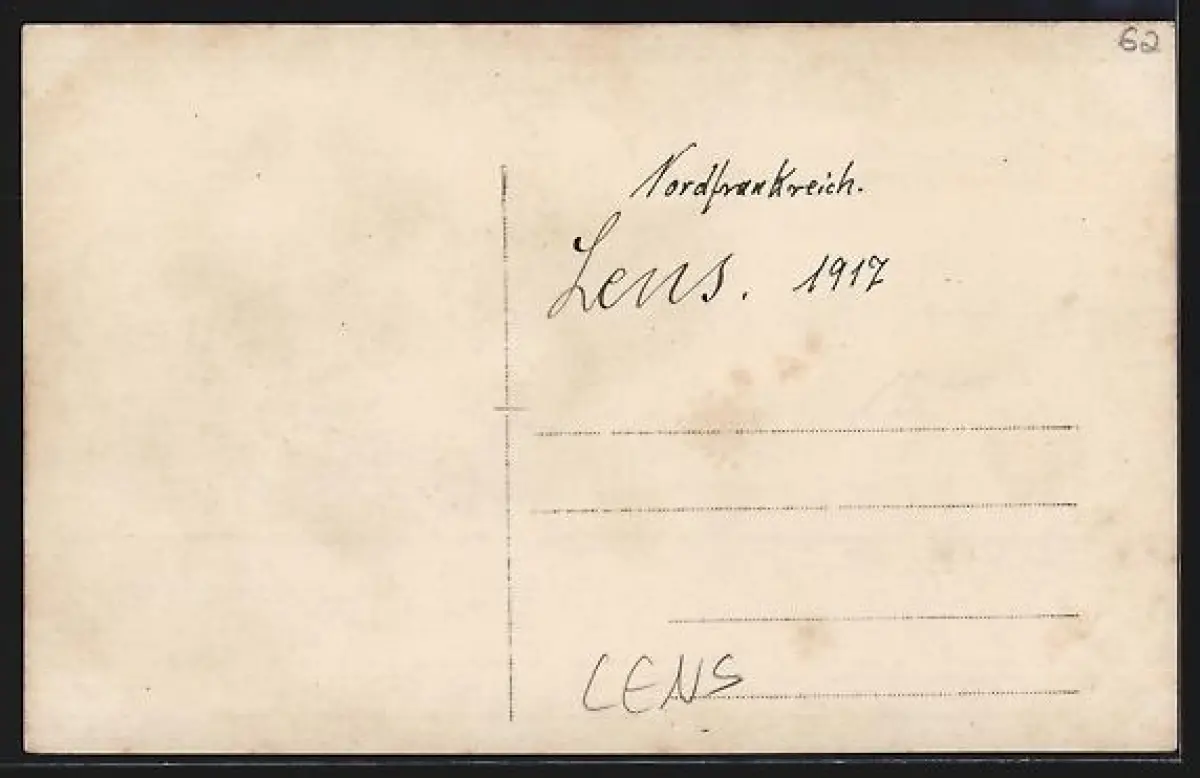 62
Nordfrankreich.
Lens. 1917
LENS